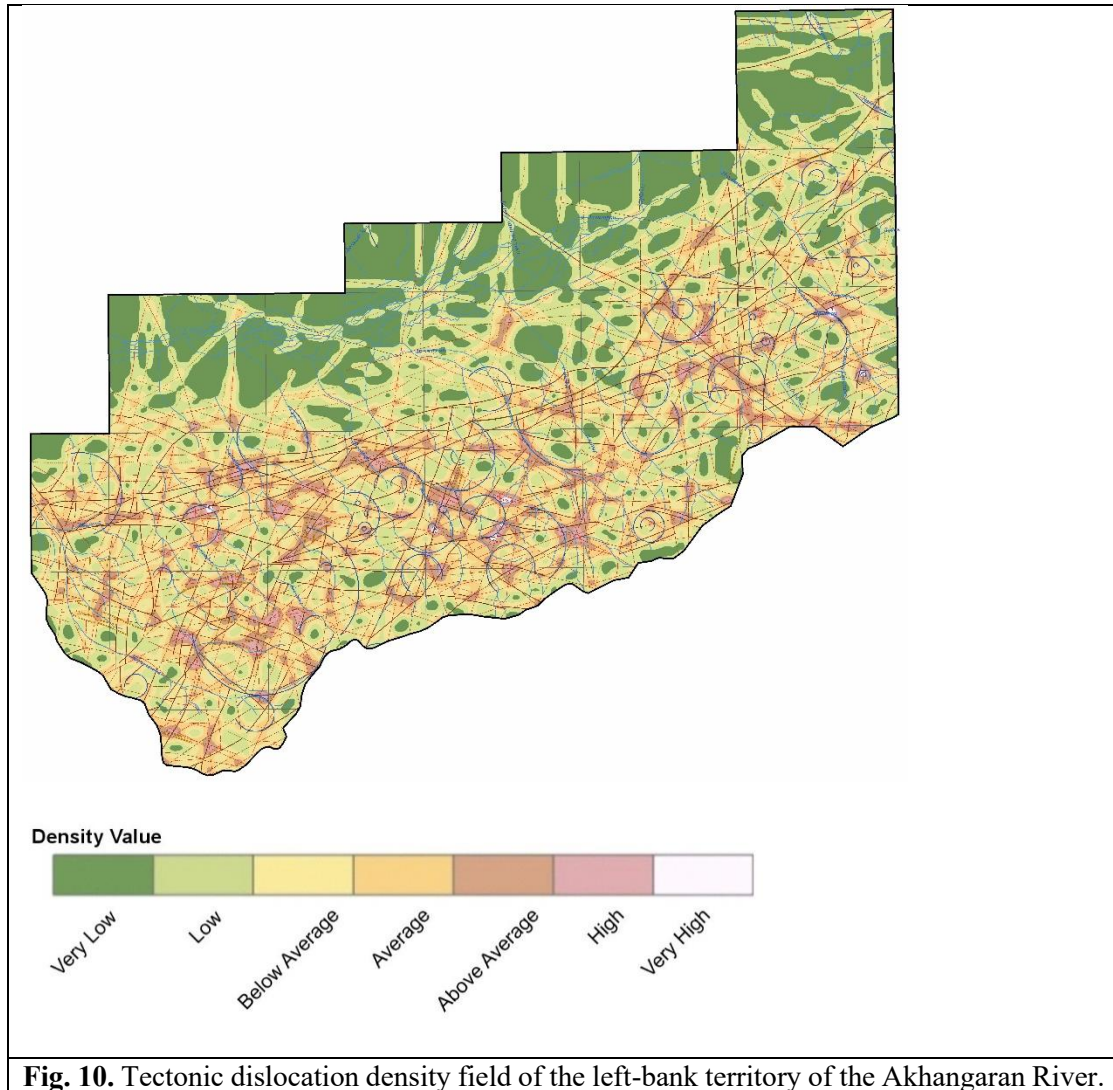 Density Value
Very Low
Low
Below Average
Average
Above Average
High
Very High
Fig. 10. Tectonic dislocation density field of the left-bank territory of the Akhangaran River.